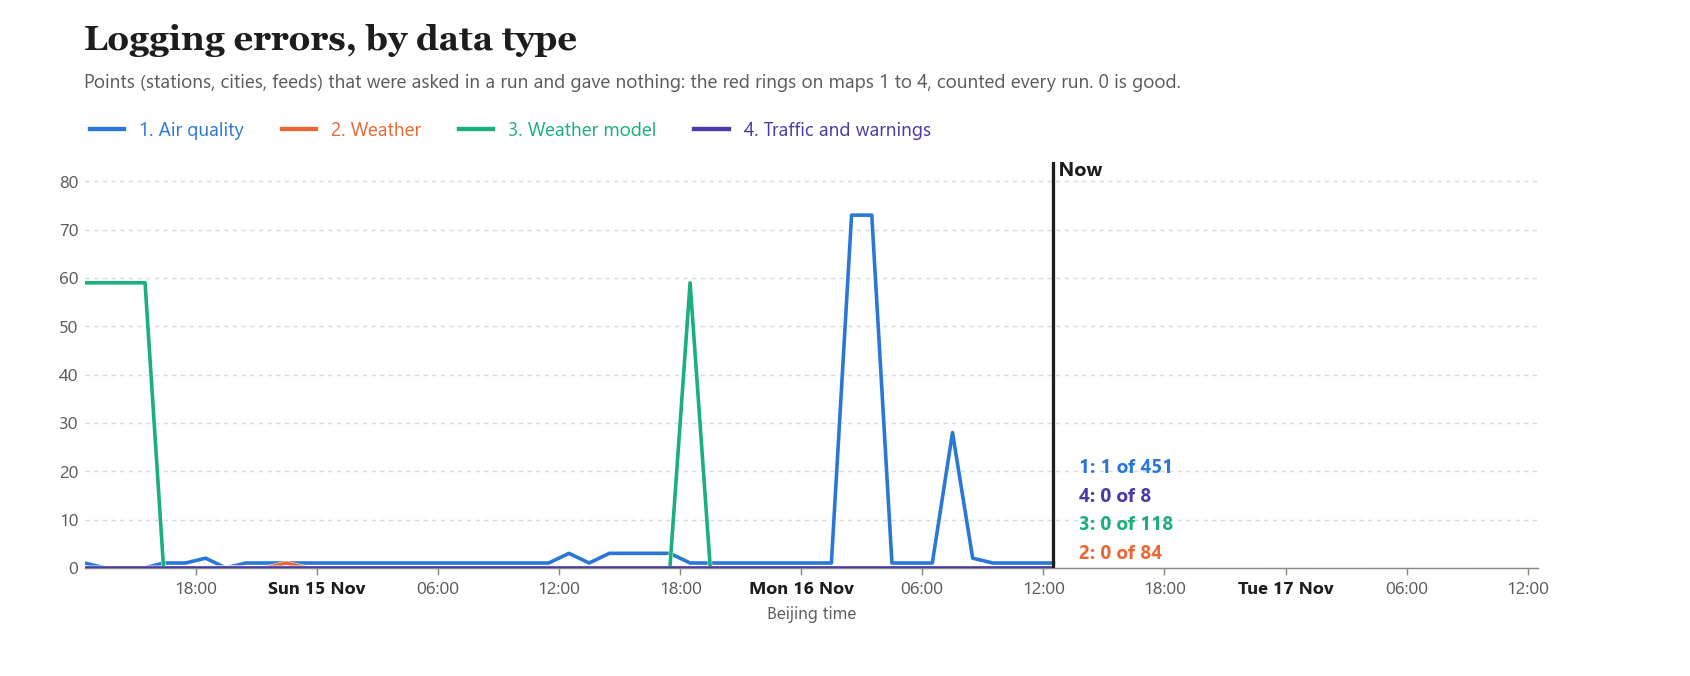 Logging errors, by data type
Points (stations, cities, feeds) that were asked in a run and gave nothing: the red rings on maps 1 to 4, counted every run. 0 is good.
1. Air quality 2. Weather 3. Weather model 4. Traffic and warnings
Now
80
70
60
50
40
30
20
10
0
1: 1 of 451
4: 0 of 8
3: 0 of 118
2: 0 of 84
18:00 Sun 15 Nov 06:00 12:00 18:00 Mon 16 Nov 06:00 12:00 18:00 Tue 17 Nov 06:00 12:00
Beijing time